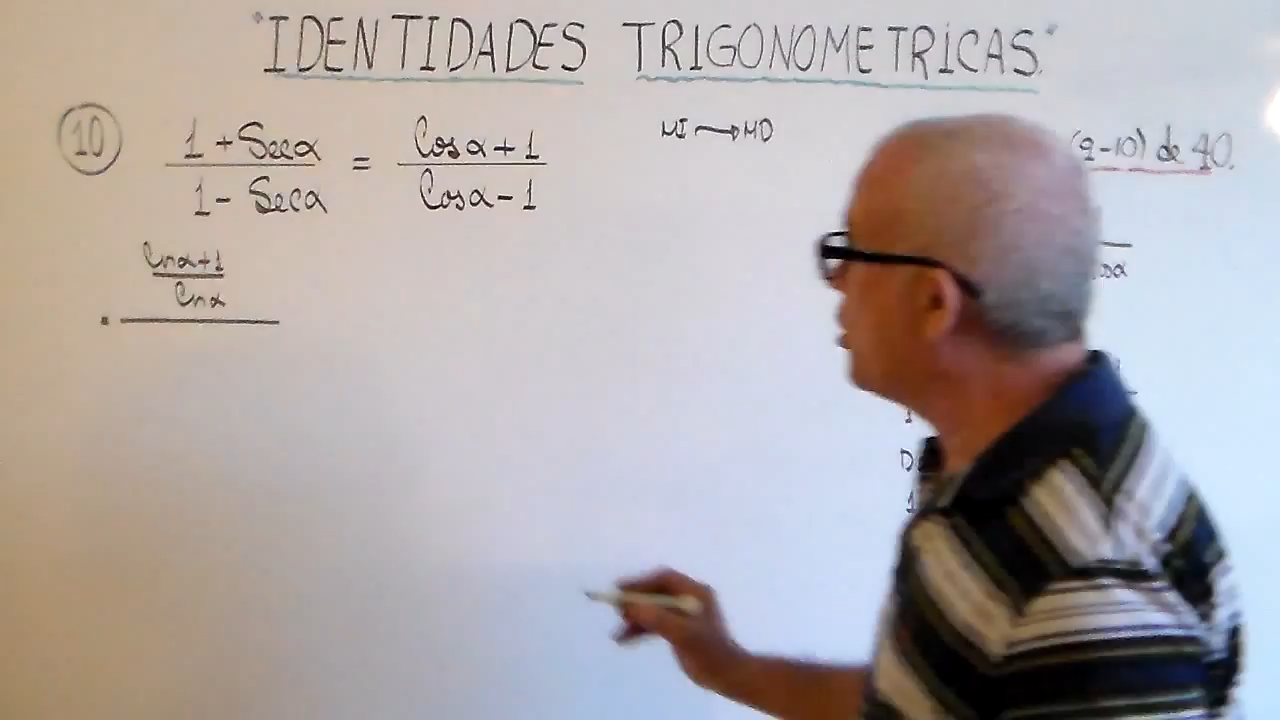 "IDENTIDADES TRIGONOMETRICAS."
10
1 + Secα / 1 - Secα = Cosα + 1 / Cosα - 1
MI → MD
(9-10) de 40.
Cosα+1 / Cosα